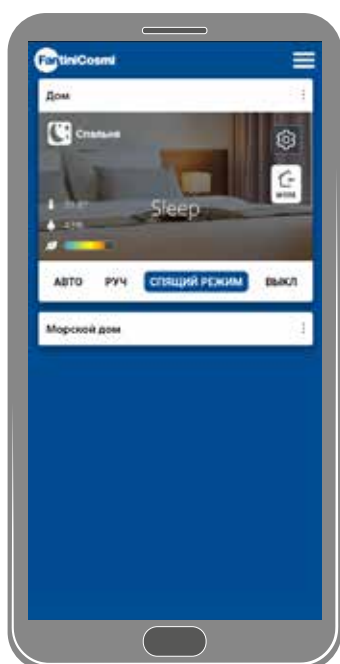 FantiniCosmi
Дом
Спальня
Sleep
АВТО РУЧ СПЯЩИЙ РЕЖИМ ВЫКЛ
Морской дом